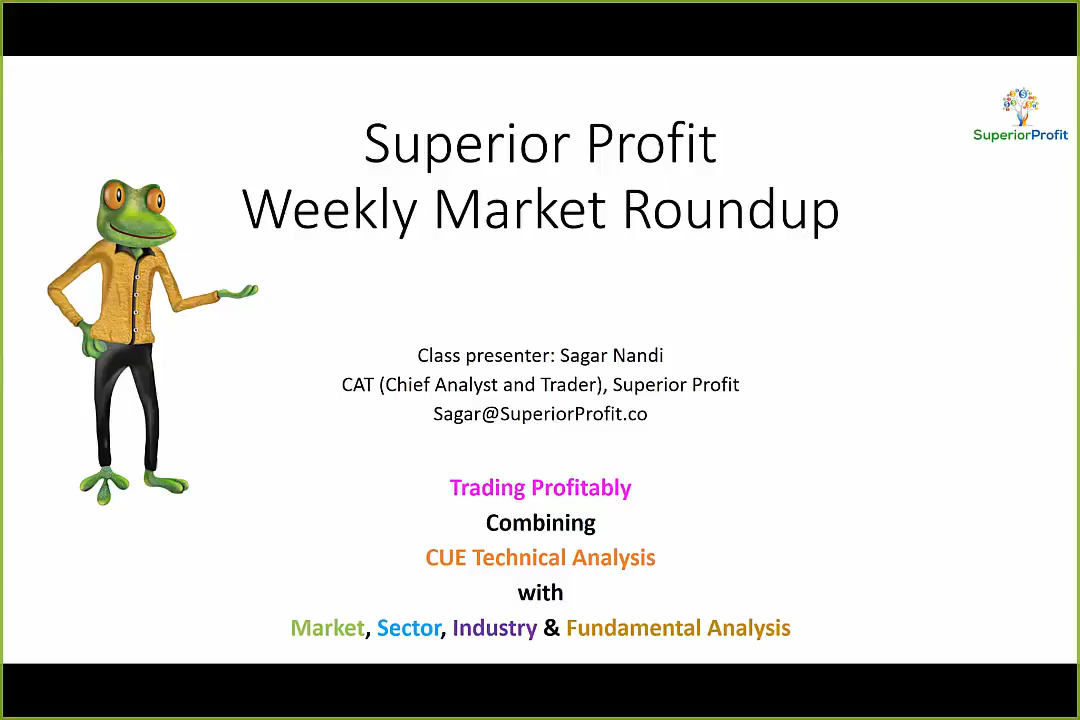 SuperiorProfit
Superior Profit
Weekly Market Roundup
Class presenter: Sagar Nandi
CAT (Chief Analyst and Trader), Superior Profit
Sagar@SuperiorProfit.co
Trading Profitably
Combining
CUE Technical Analysis
with
Market, Sector, Industry & Fundamental Analysis